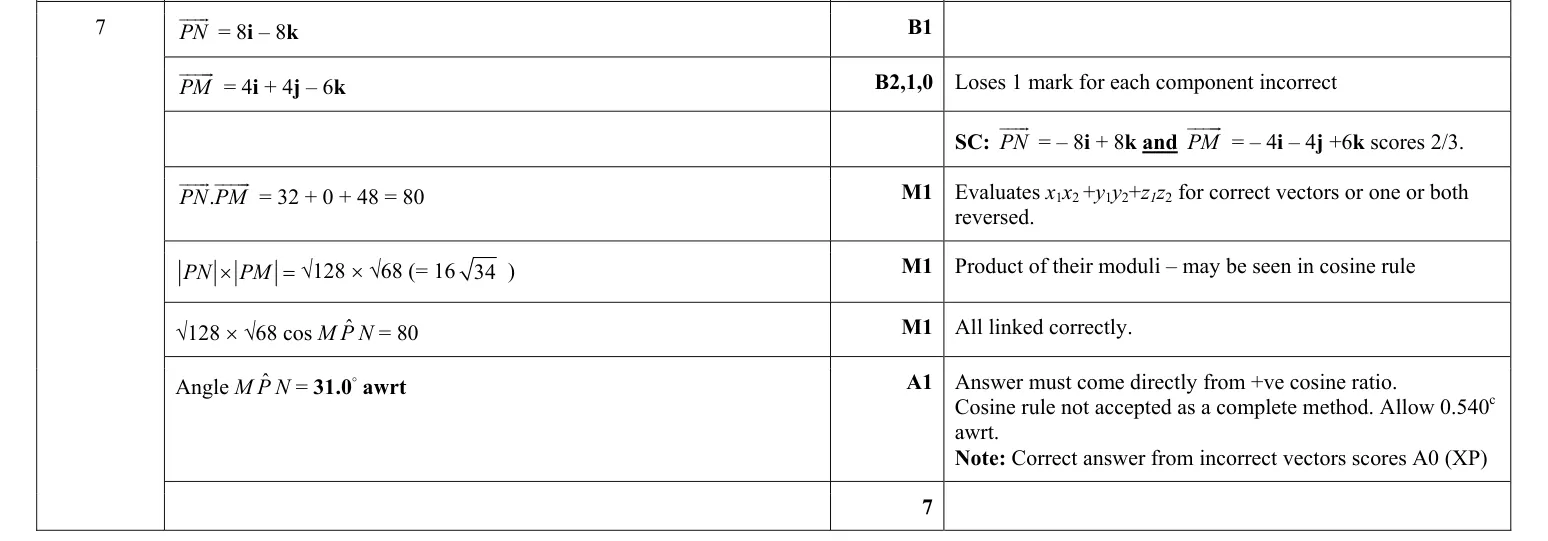 7
PN = 8i – 8k
B1
PM = 4i + 4j – 6k
B2,1,0
Loses 1 mark for each component incorrect
SC: PN = – 8i + 8k and PM = – 4i – 4j +6k scores 2/3.
PN.PM = 32 + 0 + 48 = 80
M1
Evaluates x₁x₂ +y₁y₂+z₁z₂ for correct vectors or one or both
reversed.
|PN|×|PM| = √128 × √68 (= 16 √34 )
M1
Product of their moduli – may be seen in cosine rule
√128 × √68 cos M P̂ N = 80
M1
All linked correctly.
Angle M P̂ N = 31.0° awrt
A1
Answer must come directly from +ve cosine ratio.
Cosine rule not accepted as a complete method. Allow 0.540ᶜ
awrt.
Note: Correct answer from incorrect vectors scores A0 (XP)
7